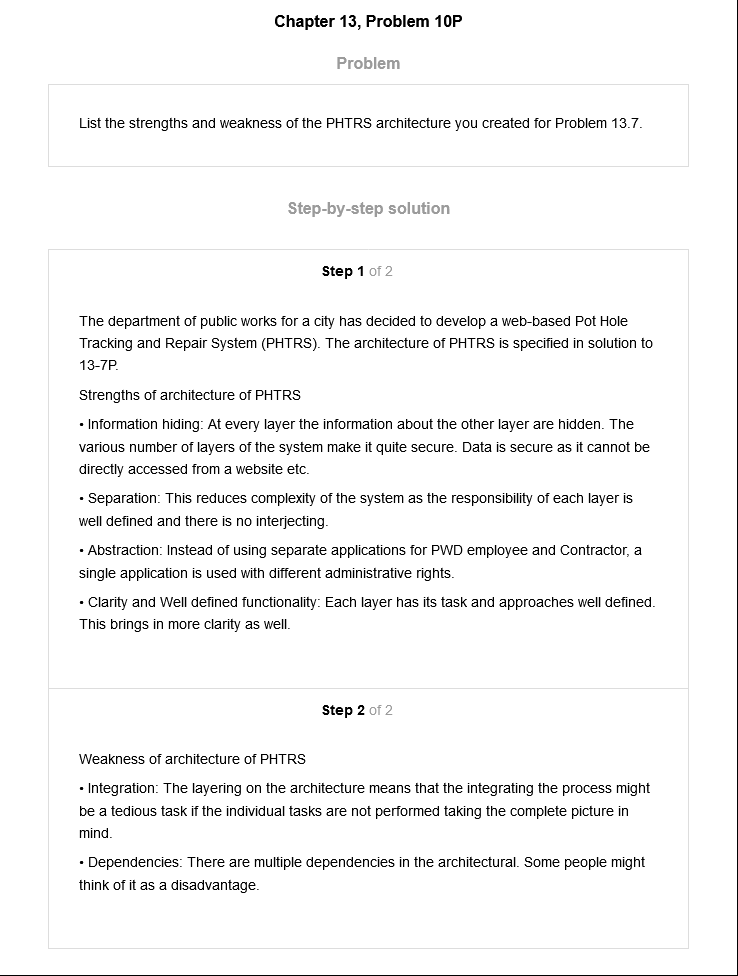 Chapter 13, Problem 10P
Problem
List the strengths and weakness of the PHTRS architecture you created for Problem 13.7.
Step-by-step solution
Step 1 of 2
The department of public works for a city has decided to develop a web-based Pot Hole
Tracking and Repair System (PHTRS). The architecture of PHTRS is specified in solution to
13-7P.
Strengths of architecture of PHTRS
• Information hiding: At every layer the information about the other layer are hidden. The
various number of layers of the system make it quite secure. Data is secure as it cannot be
directly accessed from a website etc.
• Separation: This reduces complexity of the system as the responsibility of each layer is
well defined and there is no interjecting.
• Abstraction: Instead of using separate applications for PWD employee and Contractor, a
single application is used with different administrative rights.
• Clarity and Well defined functionality: Each layer has its task and approaches well defined.
This brings in more clarity as well.
Step 2 of 2
Weakness of architecture of PHTRS
• Integration: The layering on the architecture means that the integrating the process might
be a tedious task if the individual tasks are not performed taking the complete picture in
mind.
• Dependencies: There are multiple dependencies in the architectural. Some people might
think of it as a disadvantage.